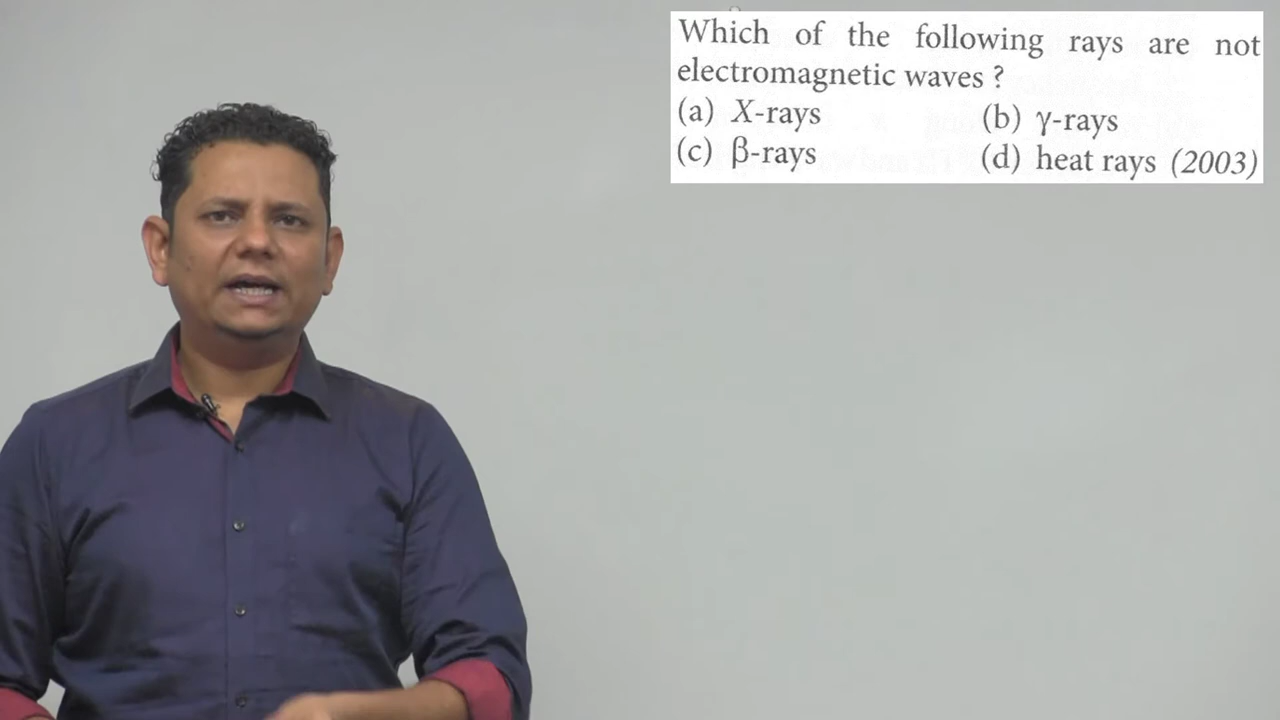 Which of the following rays are not
electromagnetic waves ?
(a) X-rays (b) γ-rays
(c) β-rays (d) heat rays (2003)